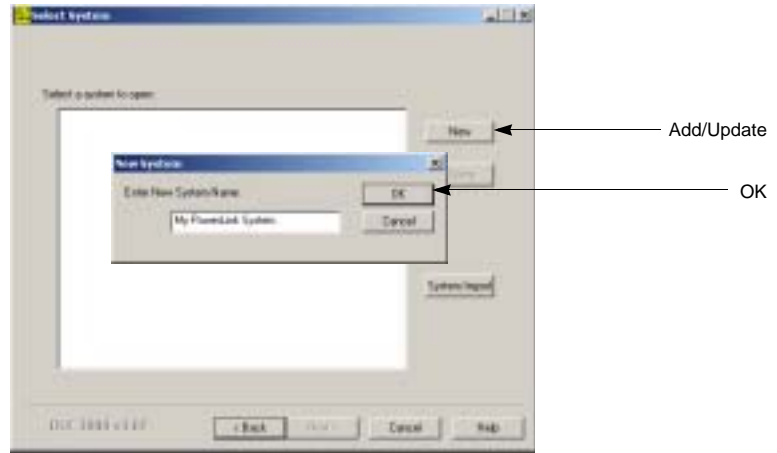 Select System
Select a system to open:
New
Add/Update
New System
Enter New System Name:
OK
OK
My PowerLink System
Cancel
System Import
< Back
Cancel
Help